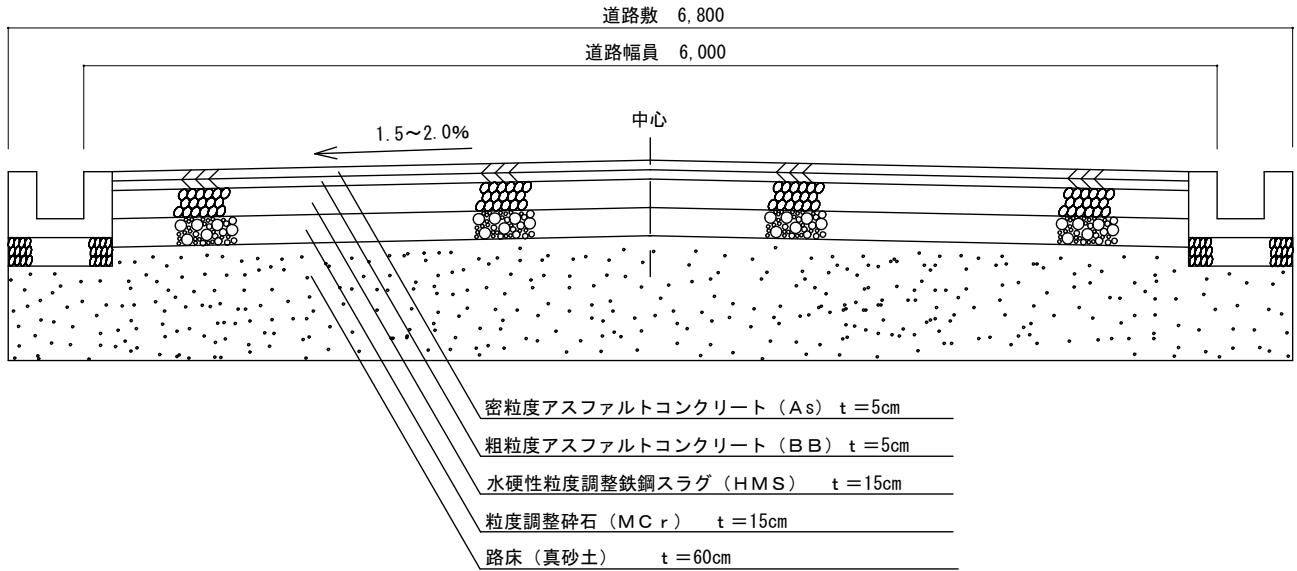 道路敷 6,800
道路幅員 6,000
中心
1.5～2.0%
密粒度アスファルトコンクリート（Ａs）ｔ＝5cm
粗粒度アスファルトコンクリート（ＢＢ）ｔ＝5cm
水硬性粒度調整鉄鋼スラグ（ＨＭＳ） ｔ＝15cm
粒度調整砕石（ＭＣｒ） ｔ＝15cm
路床（真砂土） ｔ＝60cm